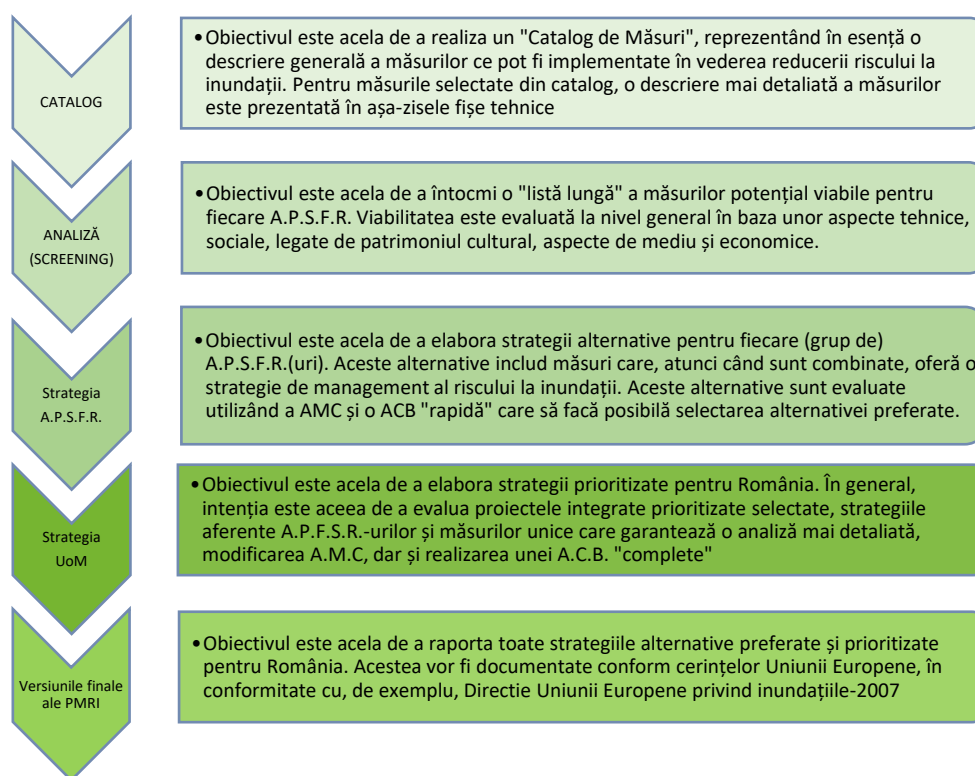 CATALOG
•Obiectivul este acela de a realiza un "Catalog de Măsuri", reprezentând în esență o
descriere generală a măsurilor ce pot fi implementate în vederea reducerii riscului la
inundații. Pentru măsurile selectate din catalog, o descriere mai detaliată a măsurilor
este prezentată în așa-zisele fișe tehnice
ANALIZĂ
(SCREENING)
•Obiectivul este acela de a întocmi o "listă lungă" a măsurilor potențial viabile pentru
fiecare A.P.S.F.R. Viabilitatea este evaluată la nivel general în baza unor aspecte tehnice,
sociale, legate de patrimoniul cultural, aspecte de mediu și economice.
Strategia
A.P.S.F.R.
•Obiectivul este acela de a elabora strategii alternative pentru fiecare (grup de)
A.P.S.F.R.(uri). Aceste alternative includ măsuri care, atunci când sunt combinate, oferă o
strategie de management al riscului la inundații. Aceste alternative sunt evaluate
utilizând a AMC și o ACB "rapidă" care să facă posibilă selectarea alternativei preferate.
Strategia
UoM
•Obiectivul este acela de a elabora strategii prioritizate pentru România. În general,
intenția este aceea de a evalua proiectele integrate prioritizate selectate, strategiile
aferente A.P.F.S.R.-urilor și măsurilor unice care garantează o analiză mai detaliată,
modificarea A.M.C, dar și realizarea unei A.C.B. "complete"
Versiunile finale
ale PMRI
•Obiectivul este acela de a raporta toate strategiile alternative preferate și prioritizate
pentru România. Acestea vor fi documentate conform cerințelor Uniunii Europene, în
conformitate cu, de exemplu, Directie Uniunii Europene privind inundațiile-2007